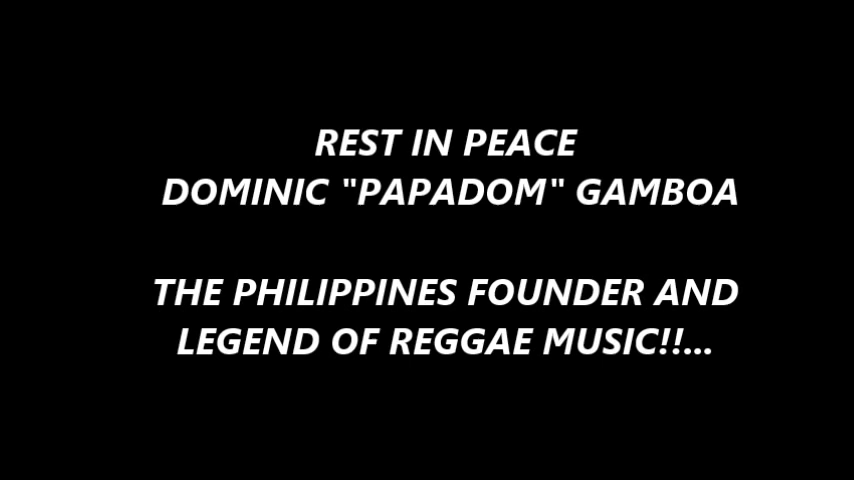 REST IN PEACE
DOMINIC "PAPADOM" GAMBOA
THE PHILIPPINES FOUNDER AND
LEGEND OF REGGAE MUSIC!!...